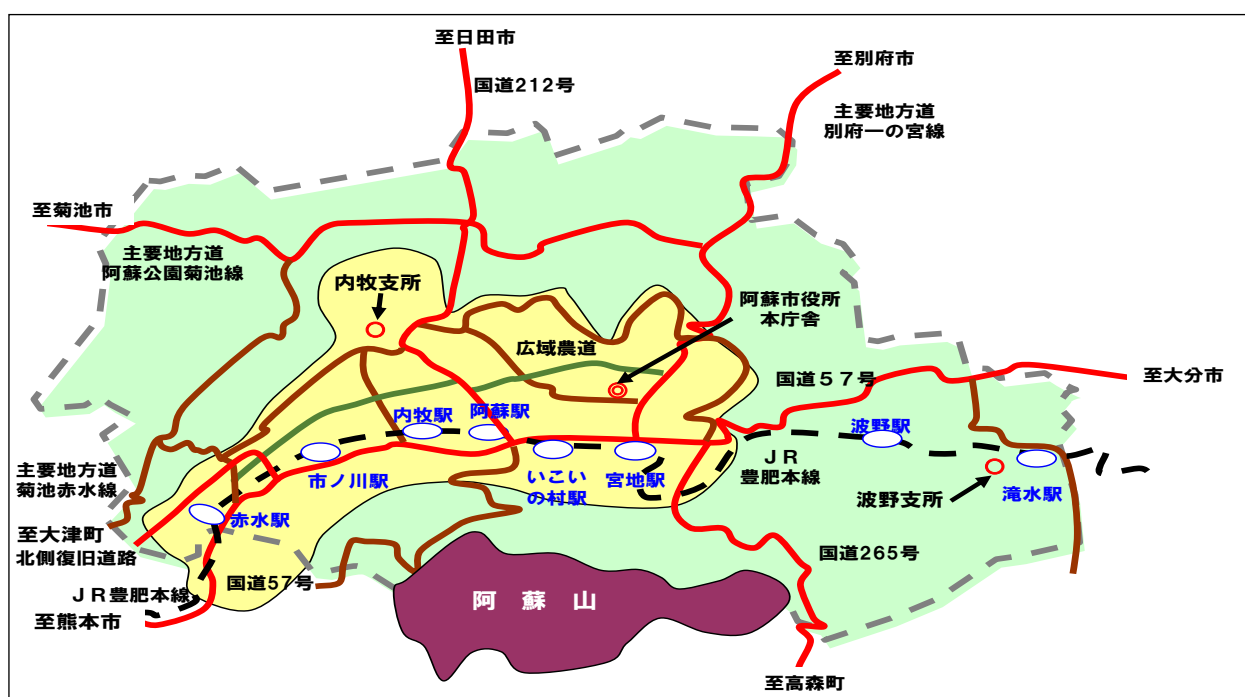 至日田市
国道212号
至別府市
主要地方道
別府一の宮線
至菊池市
主要地方道
阿蘇公園菊池線
内牧支所
阿蘇市役所
本庁舎
広域農道
国道５７号
至大分市
内牧駅
阿蘇駅
波野駅
主要地方道
菊池赤水線
市ノ川駅
いこい
の村駅
宮地駅
ＪＲ
豊肥本線
波野支所
滝水駅
赤水駅
至大津町
北側復旧道路
国道57号
国道265号
ＪＲ豊肥本線
至熊本市
阿 蘇 山
至高森町